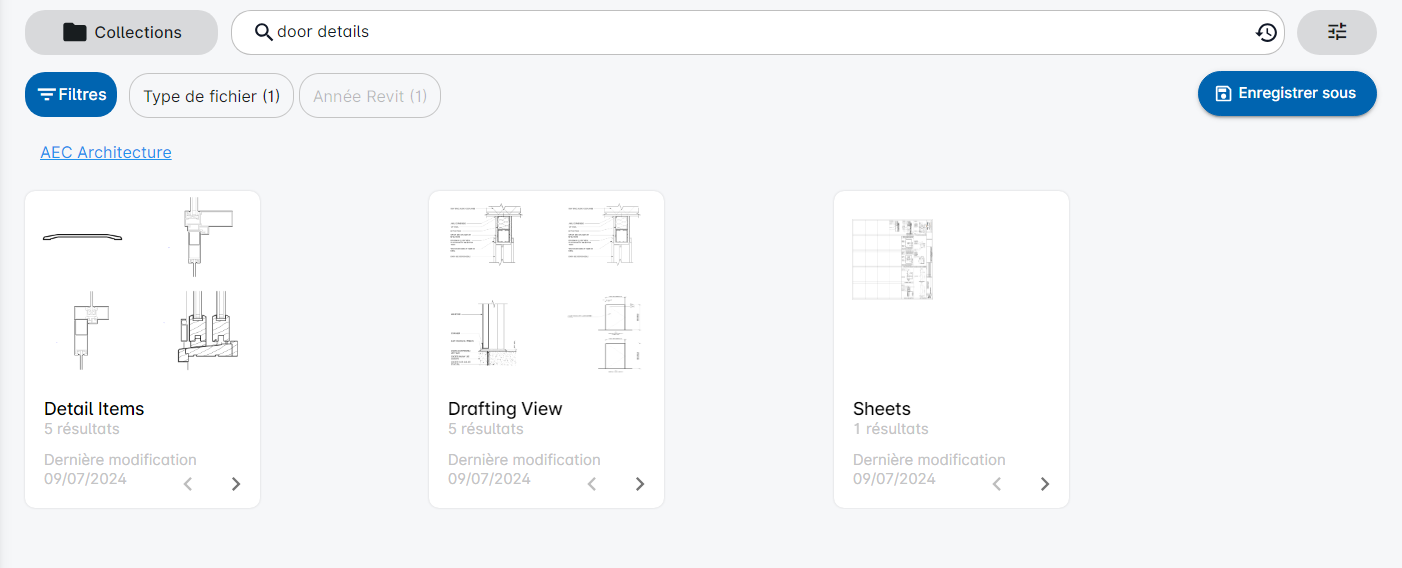 Collections
door details
Filtres
Type de fichier (1)
Année Revit (1)
Enregistrer sous
AEC Architecture
Detail Items
5 résultats
Dernière modification
09/07/2024
Drafting View
5 résultats
Dernière modification
09/07/2024
Sheets
1 résultats
Dernière modification
09/07/2024